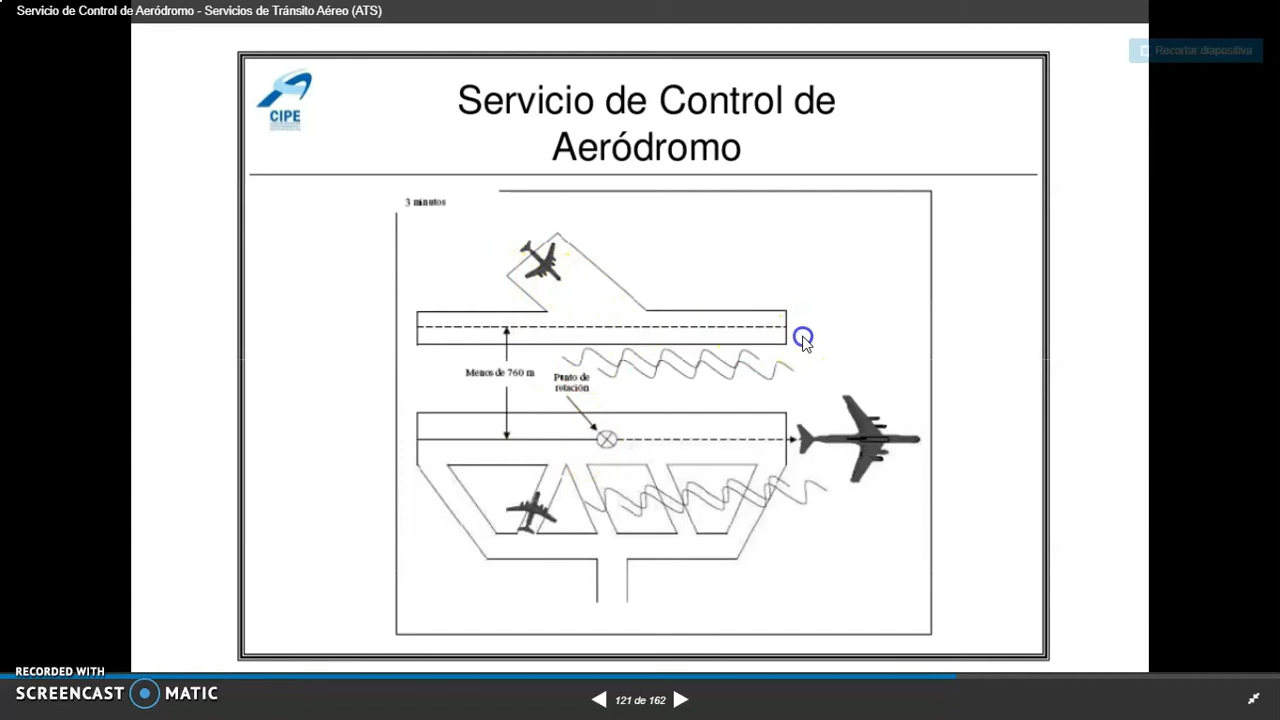 Servicio de Control de Aeródromo - Servicios de Tránsito Aéreo (ATS)
Recortar diapositiva
CIPE
Servicio de Control de
Aeródromo
3 minutos
Menos de 760 m
Punto de
rotación
RECORDED WITH
SCREENCAST MATIC
121 de 162